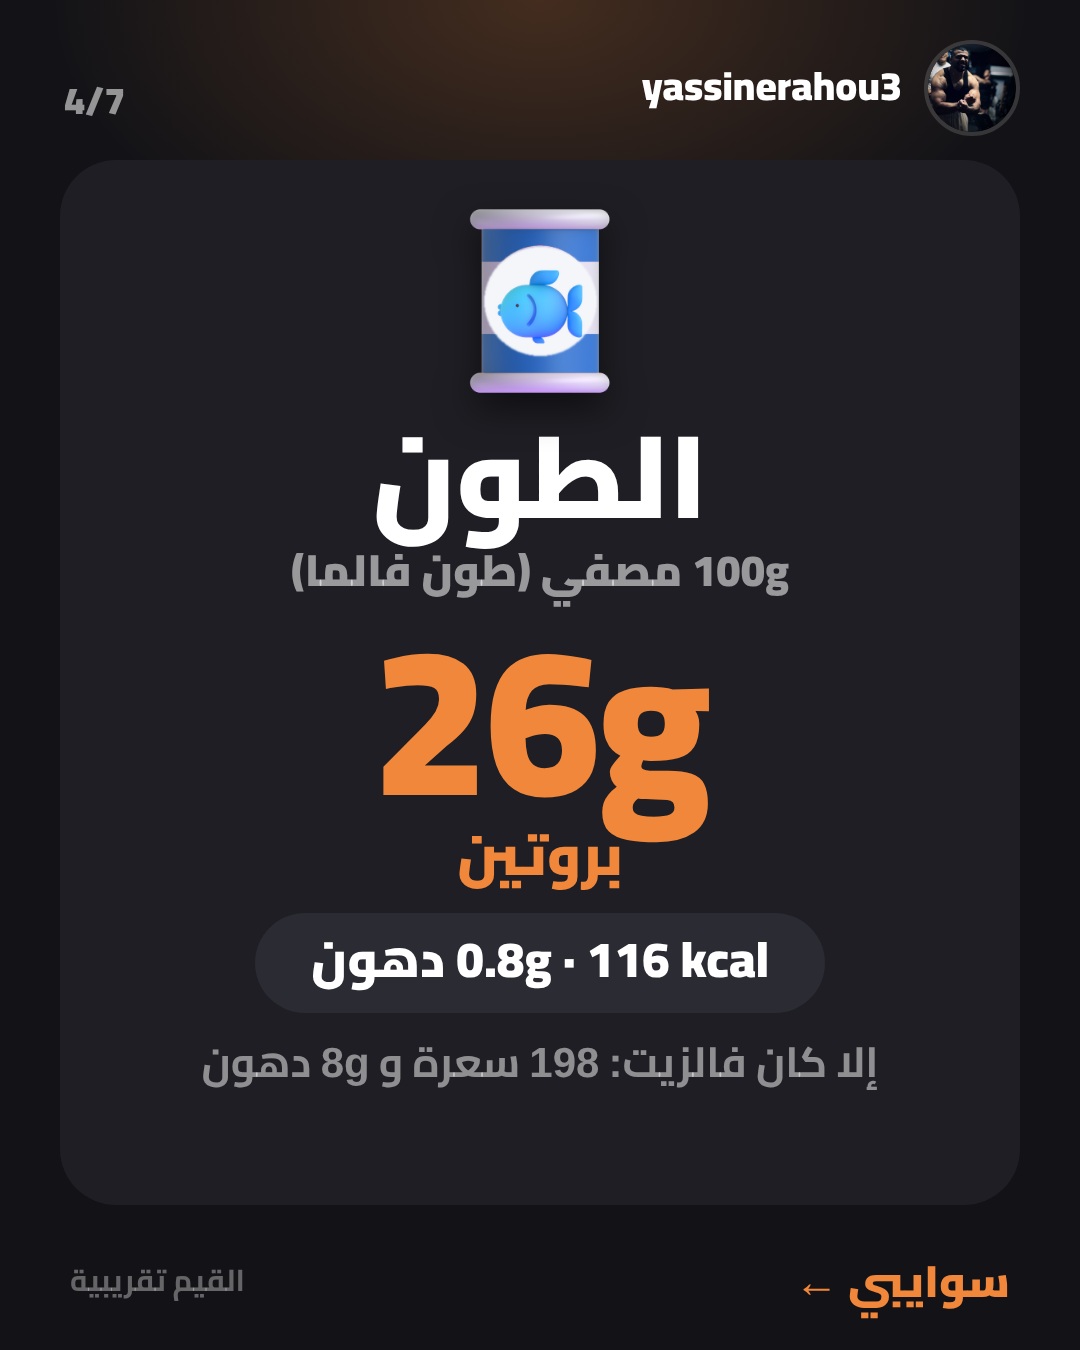 yassinerahou3
4/7
الطون
100g مصفي (طون فالما)
26g
بروتين
116 kcal · 0.8g دهون
إلا كان فالزيت: 198 سعرة و 8g دهون
سوايبي ←
القيم تقريبية